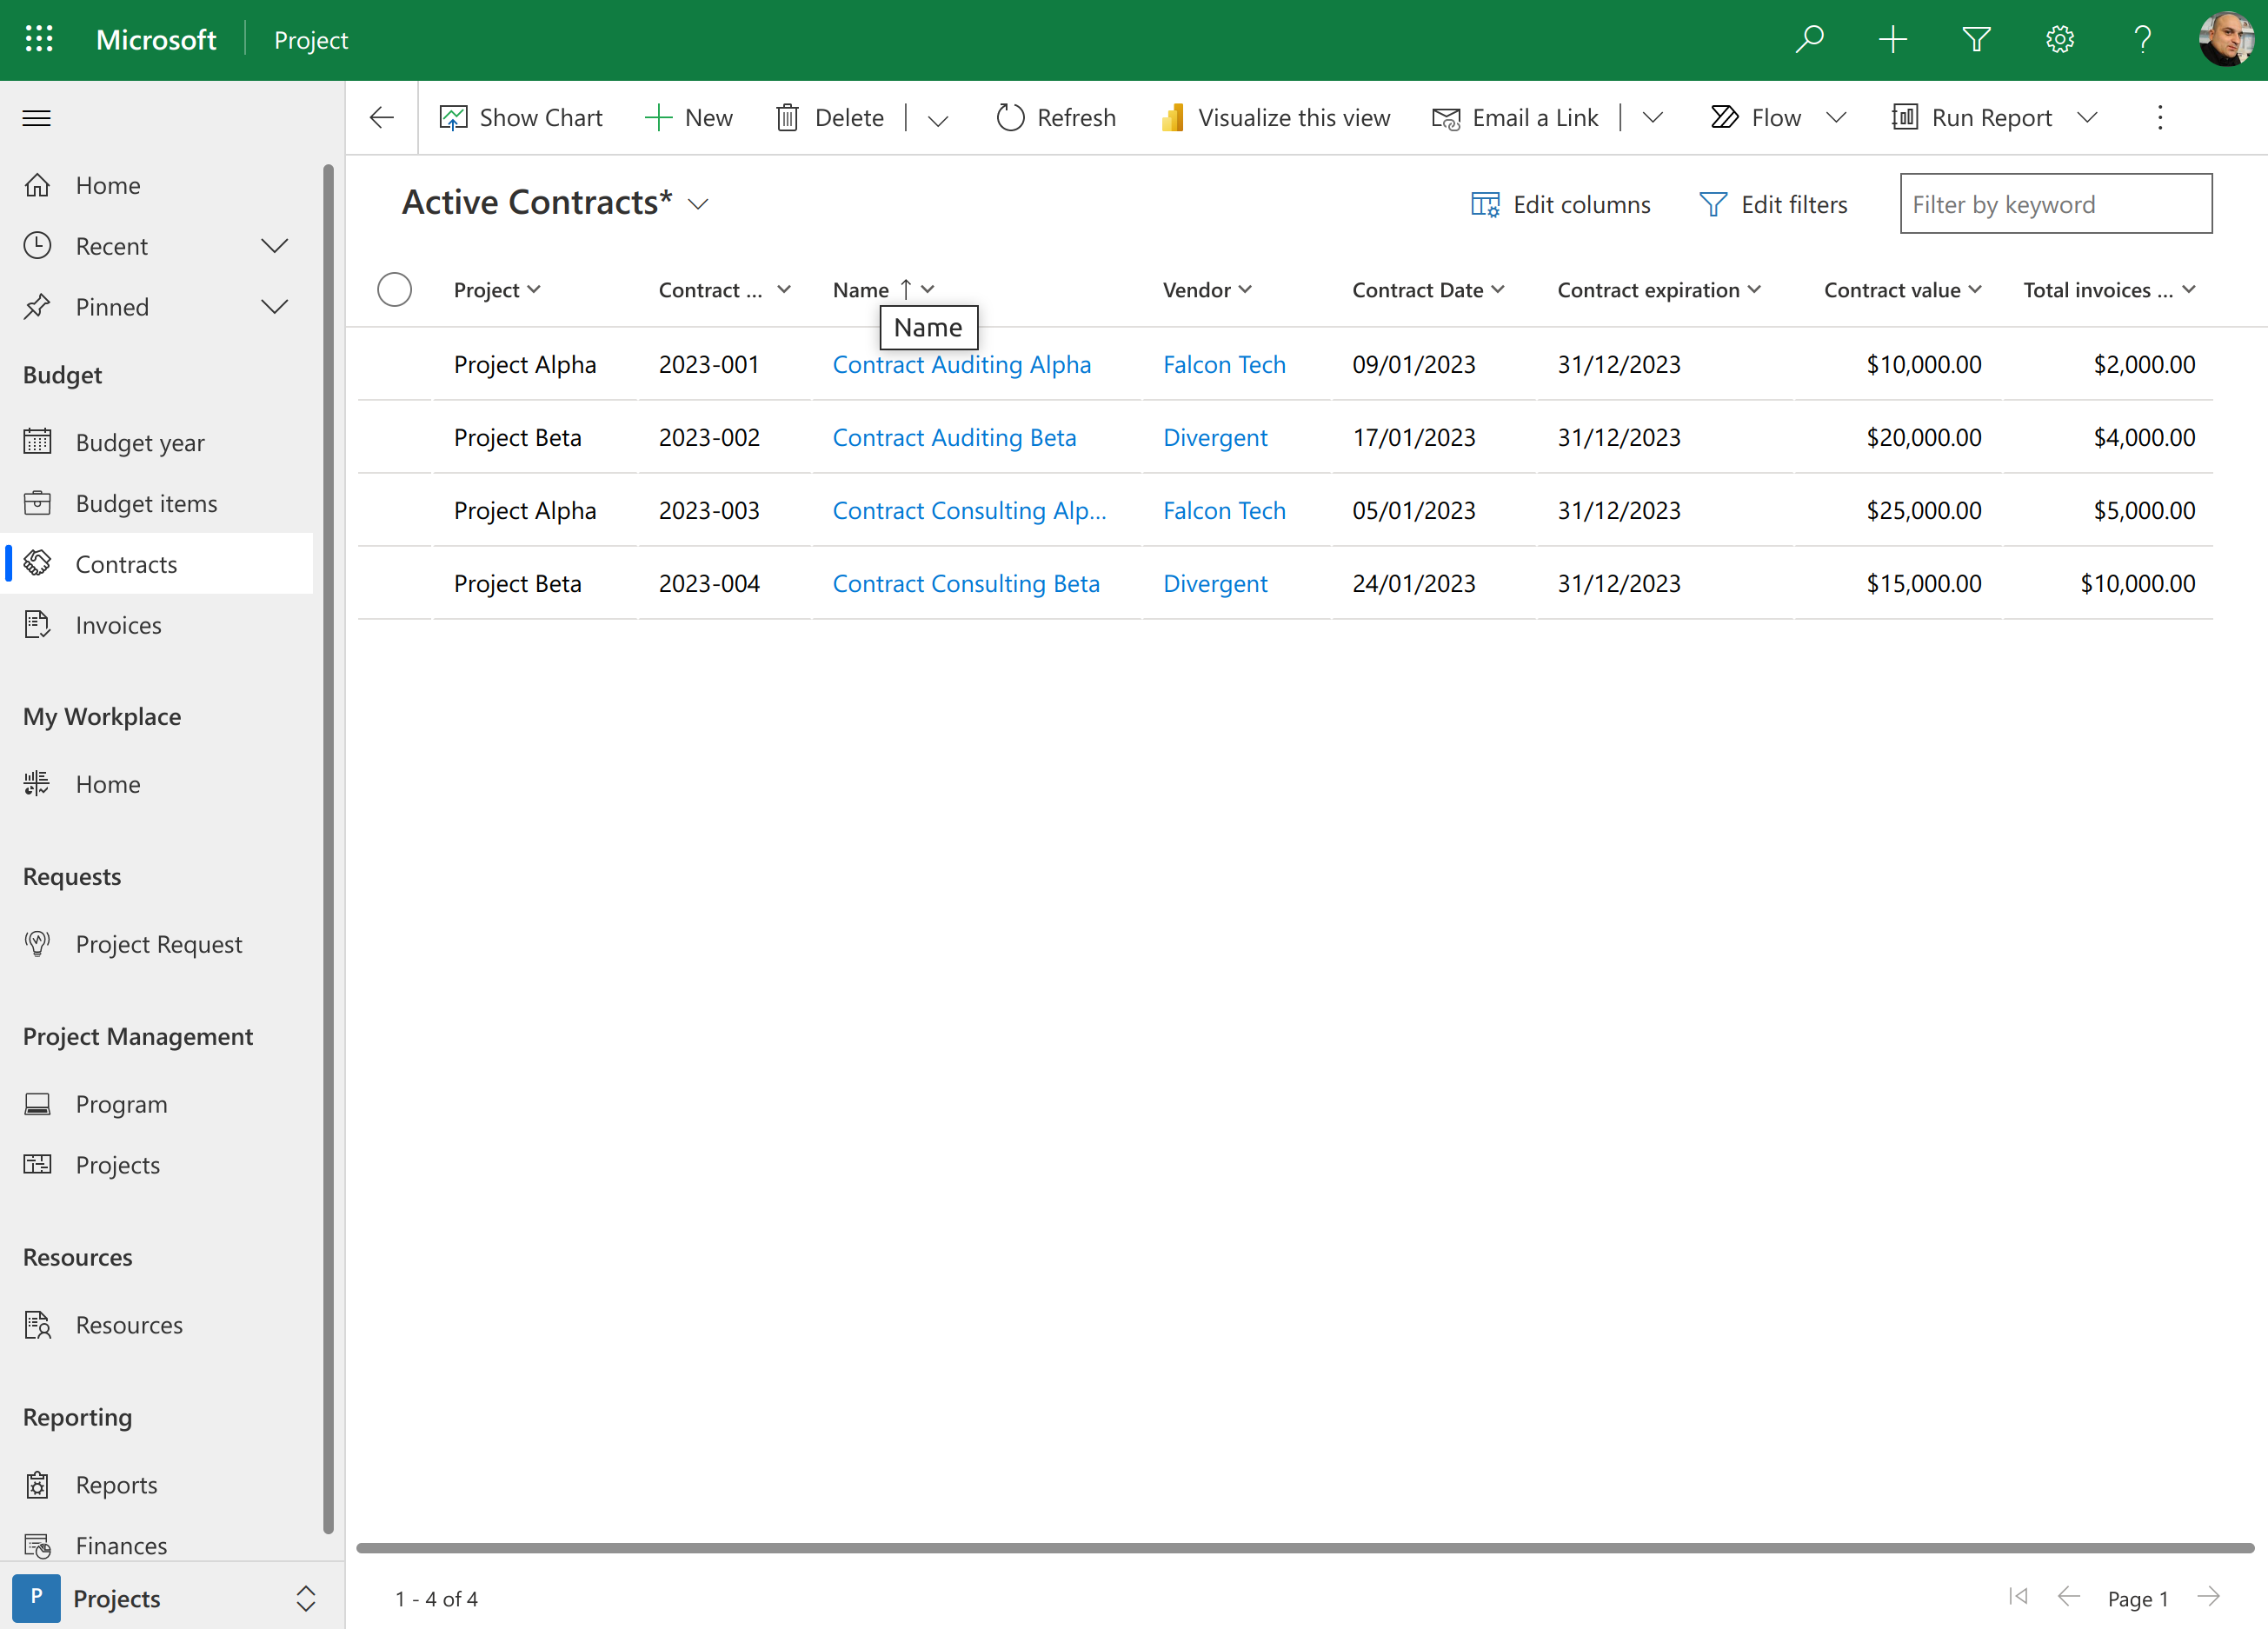 Microsoft Project
Show Chart New Delete Refresh Visualize this view Email a Link Flow Run Report
Home
Recent
Pinned
Budget
Budget year
Budget items
Contracts
Invoices
My Workplace
Home
Requests
Project Request
Project Management
Program
Projects
Resources
Resources
Reporting
Reports
Finances
P Projects
Active Contracts* Edit columns Edit filters Filter by keyword
Project Contract ... Name Vendor Contract Date Contract expiration Contract value Total invoices ...
Name
Project Alpha 2023-001 Contract Auditing Alpha Falcon Tech 09/01/2023 31/12/2023 $10,000.00 $2,000.00
Project Beta 2023-002 Contract Auditing Beta Divergent 17/01/2023 31/12/2023 $20,000.00 $4,000.00
Project Alpha 2023-003 Contract Consulting Alp... Falcon Tech 05/01/2023 31/12/2023 $25,000.00 $5,000.00
Project Beta 2023-004 Contract Consulting Beta Divergent 24/01/2023 31/12/2023 $15,000.00 $10,000.00
1 - 4 of 4 Page 1